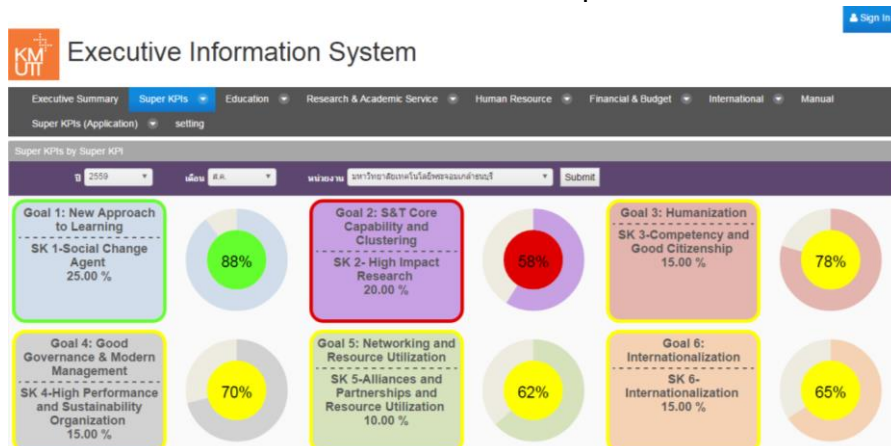 Sign In
KMUTT
Executive Information System
Executive Summary Super KPIs Education Research & Academic Service Human Resource Financial & Budget International Manual
Super KPIs (Application) setting
Super KPIs by Super KPI
ปี 2559 เดือน ส.ค. หน่วยงาน มหาวิทยาลัยเทคโนโลยีพระจอมเกล้าธนบุรี Submit
Goal 1: New Approach
to Learning
SK 1-Social Change
Agent
25.00 %
88%
Goal 2: S&T Core
Capability and
Clustering
SK 2- High Impact
Research
20.00 %
58%
Goal 3: Humanization
SK 3-Competency and
Good Citizenship
15.00 %
78%
Goal 4: Good
Governance & Modern
Management
SK 4-High Performance
and Sustainability
Organization
15.00 %
70%
Goal 5: Networking and
Resource Utilization
SK 5-Alliances and
Partnerships and
Resource Utilization
10.00 %
62%
Goal 6:
Internationalization
SK 6-
Internationalization
15.00 %
65%